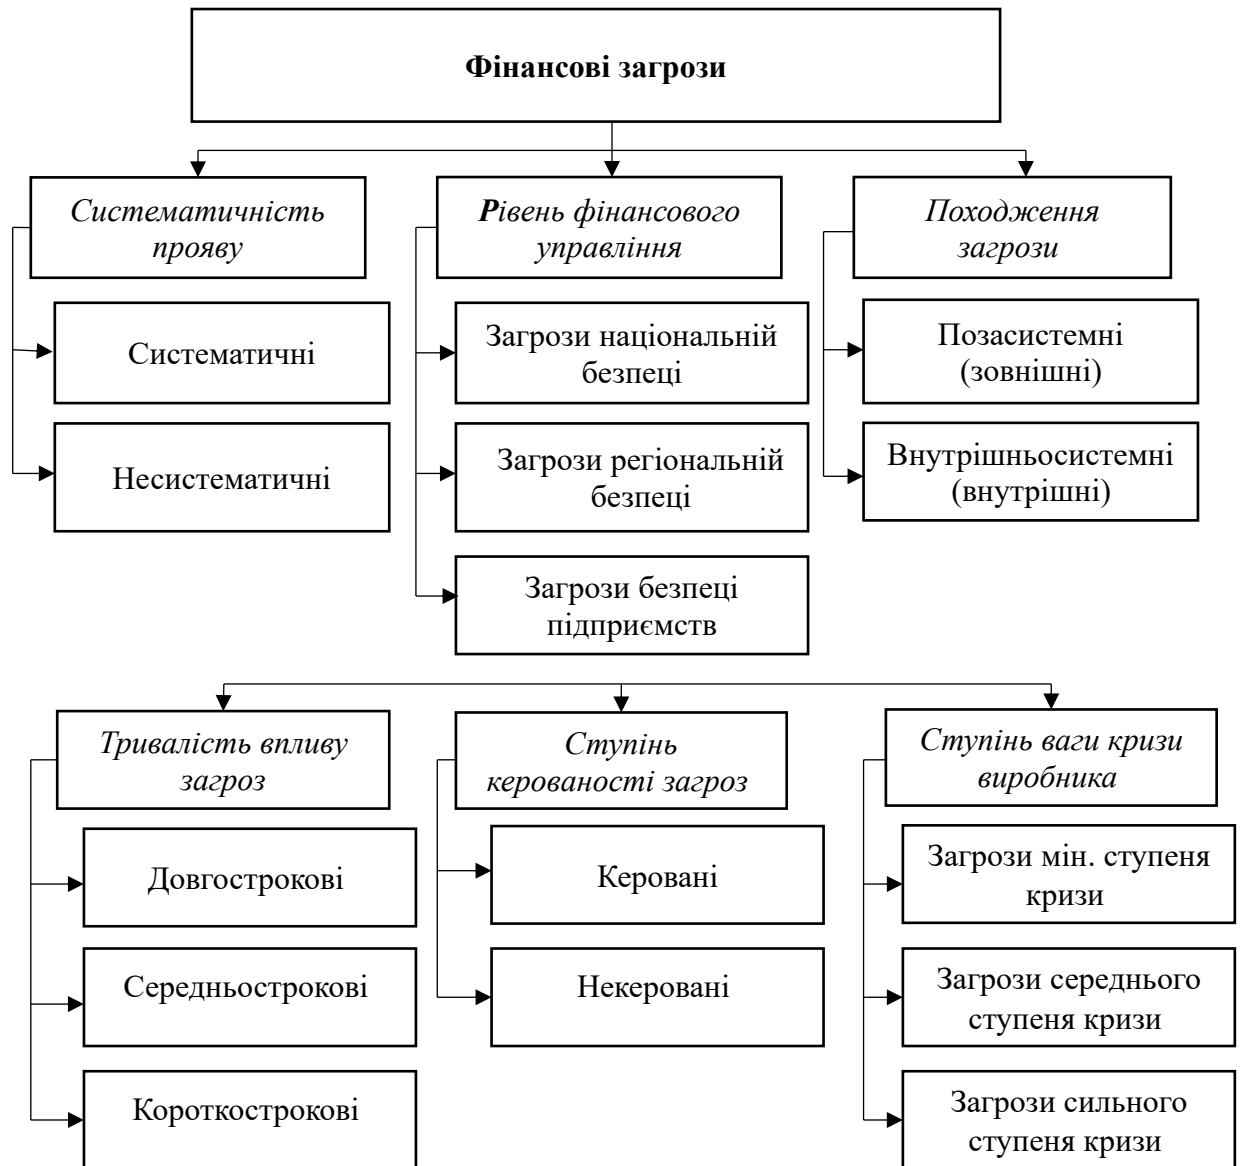 Фінансові загрози
Систематичність
прояву
Систематичні
Несистематичні
Рівень фінансового
управління
Загрози національній
безпеці
Загрози регіональній
безпеці
Загрози безпеці
підприємств
Походження
загрози
Позасистемні
(зовнішні)
Внутрішньосистемні
(внутрішні)
Тривалість впливу
загроз
Довгострокові
Середньострокові
Короткострокові
Ступінь
керованості загроз
Керовані
Некеровані
Ступінь ваги кризи
виробника
Загрози мін. ступеня
кризи
Загрози середнього
ступеня кризи
Загрози сильного
ступеня кризи